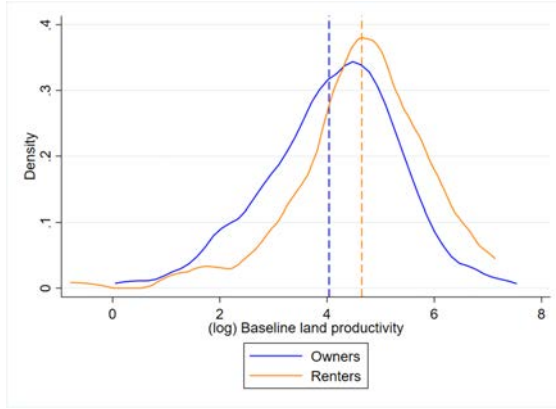 .4
.3
.2
.1
0
Density
0 2 4 6 8
(log) Baseline land productivity
Owners
Renters